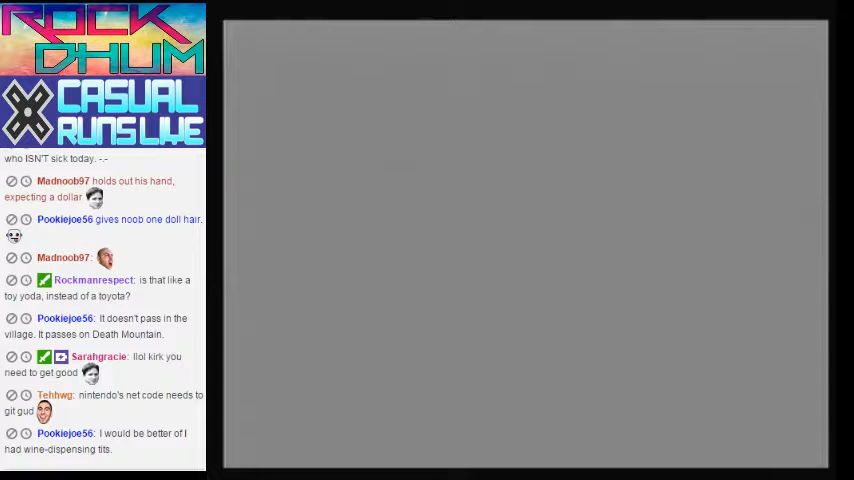 ROCK
DHUM
CASUAL
RUNSLIVE
who ISN'T sick today. -.-
Madnoob97 holds out his hand,
expecting a dollar
Pookiejoe56 gives noob one doll hair.
Madnoob97:
Rockmanrespect: is that like a
toy yoda, instead of a toyota?
Pookiejoe56: It doesn't pass in the
village. It passes on Death Mountain.
Sarahgracie: llol kirk you
need to get good
Tehhwg: nintendo's net code needs to
git gud
Pookiejoe56: I would be better of I
had wine-dispensing tits.